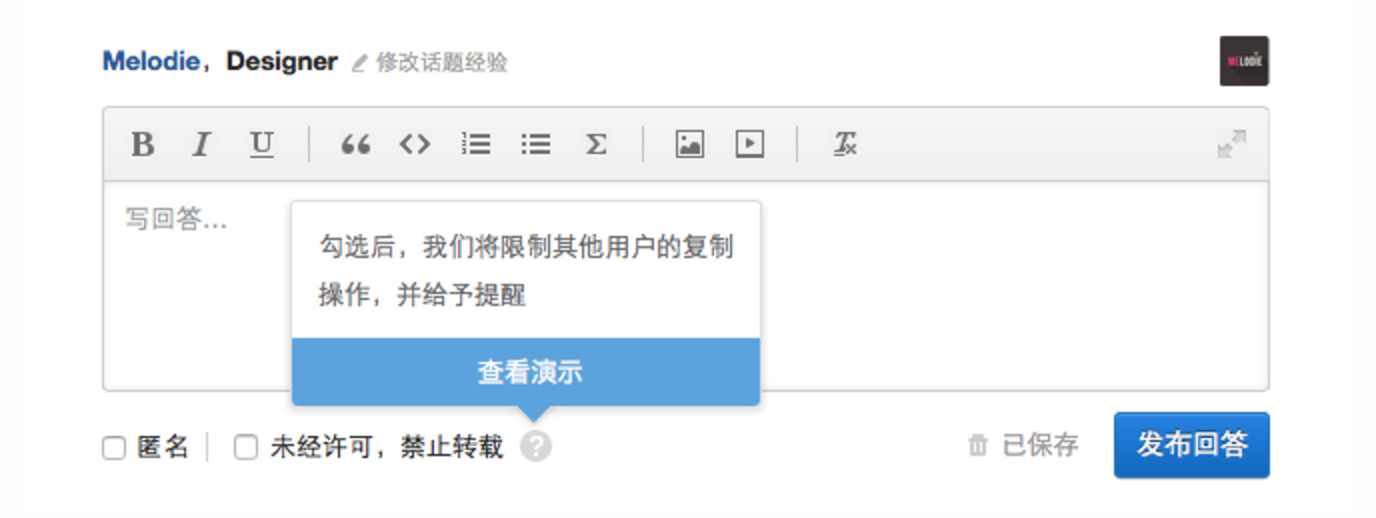 Melodie，Designer 修改话题经验
MELODIE
B I U
写回答...
勾选后，我们将限制其他用户的复制
操作，并给予提醒
查看演示
匿名 未经许可，禁止转载 ?
已保存 发布回答